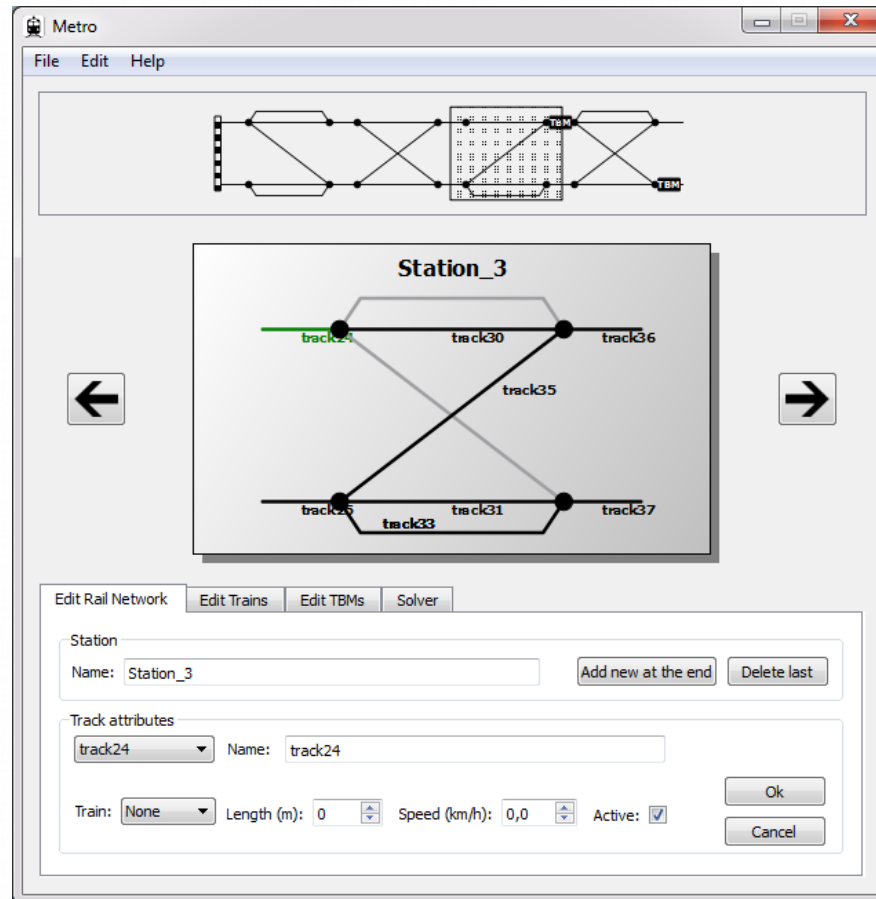 Metro
File Edit Help
TBM
TBM
Station_3
track24 track30 track36
track35
track25 track31 track37
track33
Edit Rail Network Edit Trains Edit TBMs Solver
Station
Name: Station_3 Add new at the end Delete last
Track attributes
track24 Name: track24
Ok
Train: None Length (m): 0 Speed (km/h): 0,0 Active:
Cancel